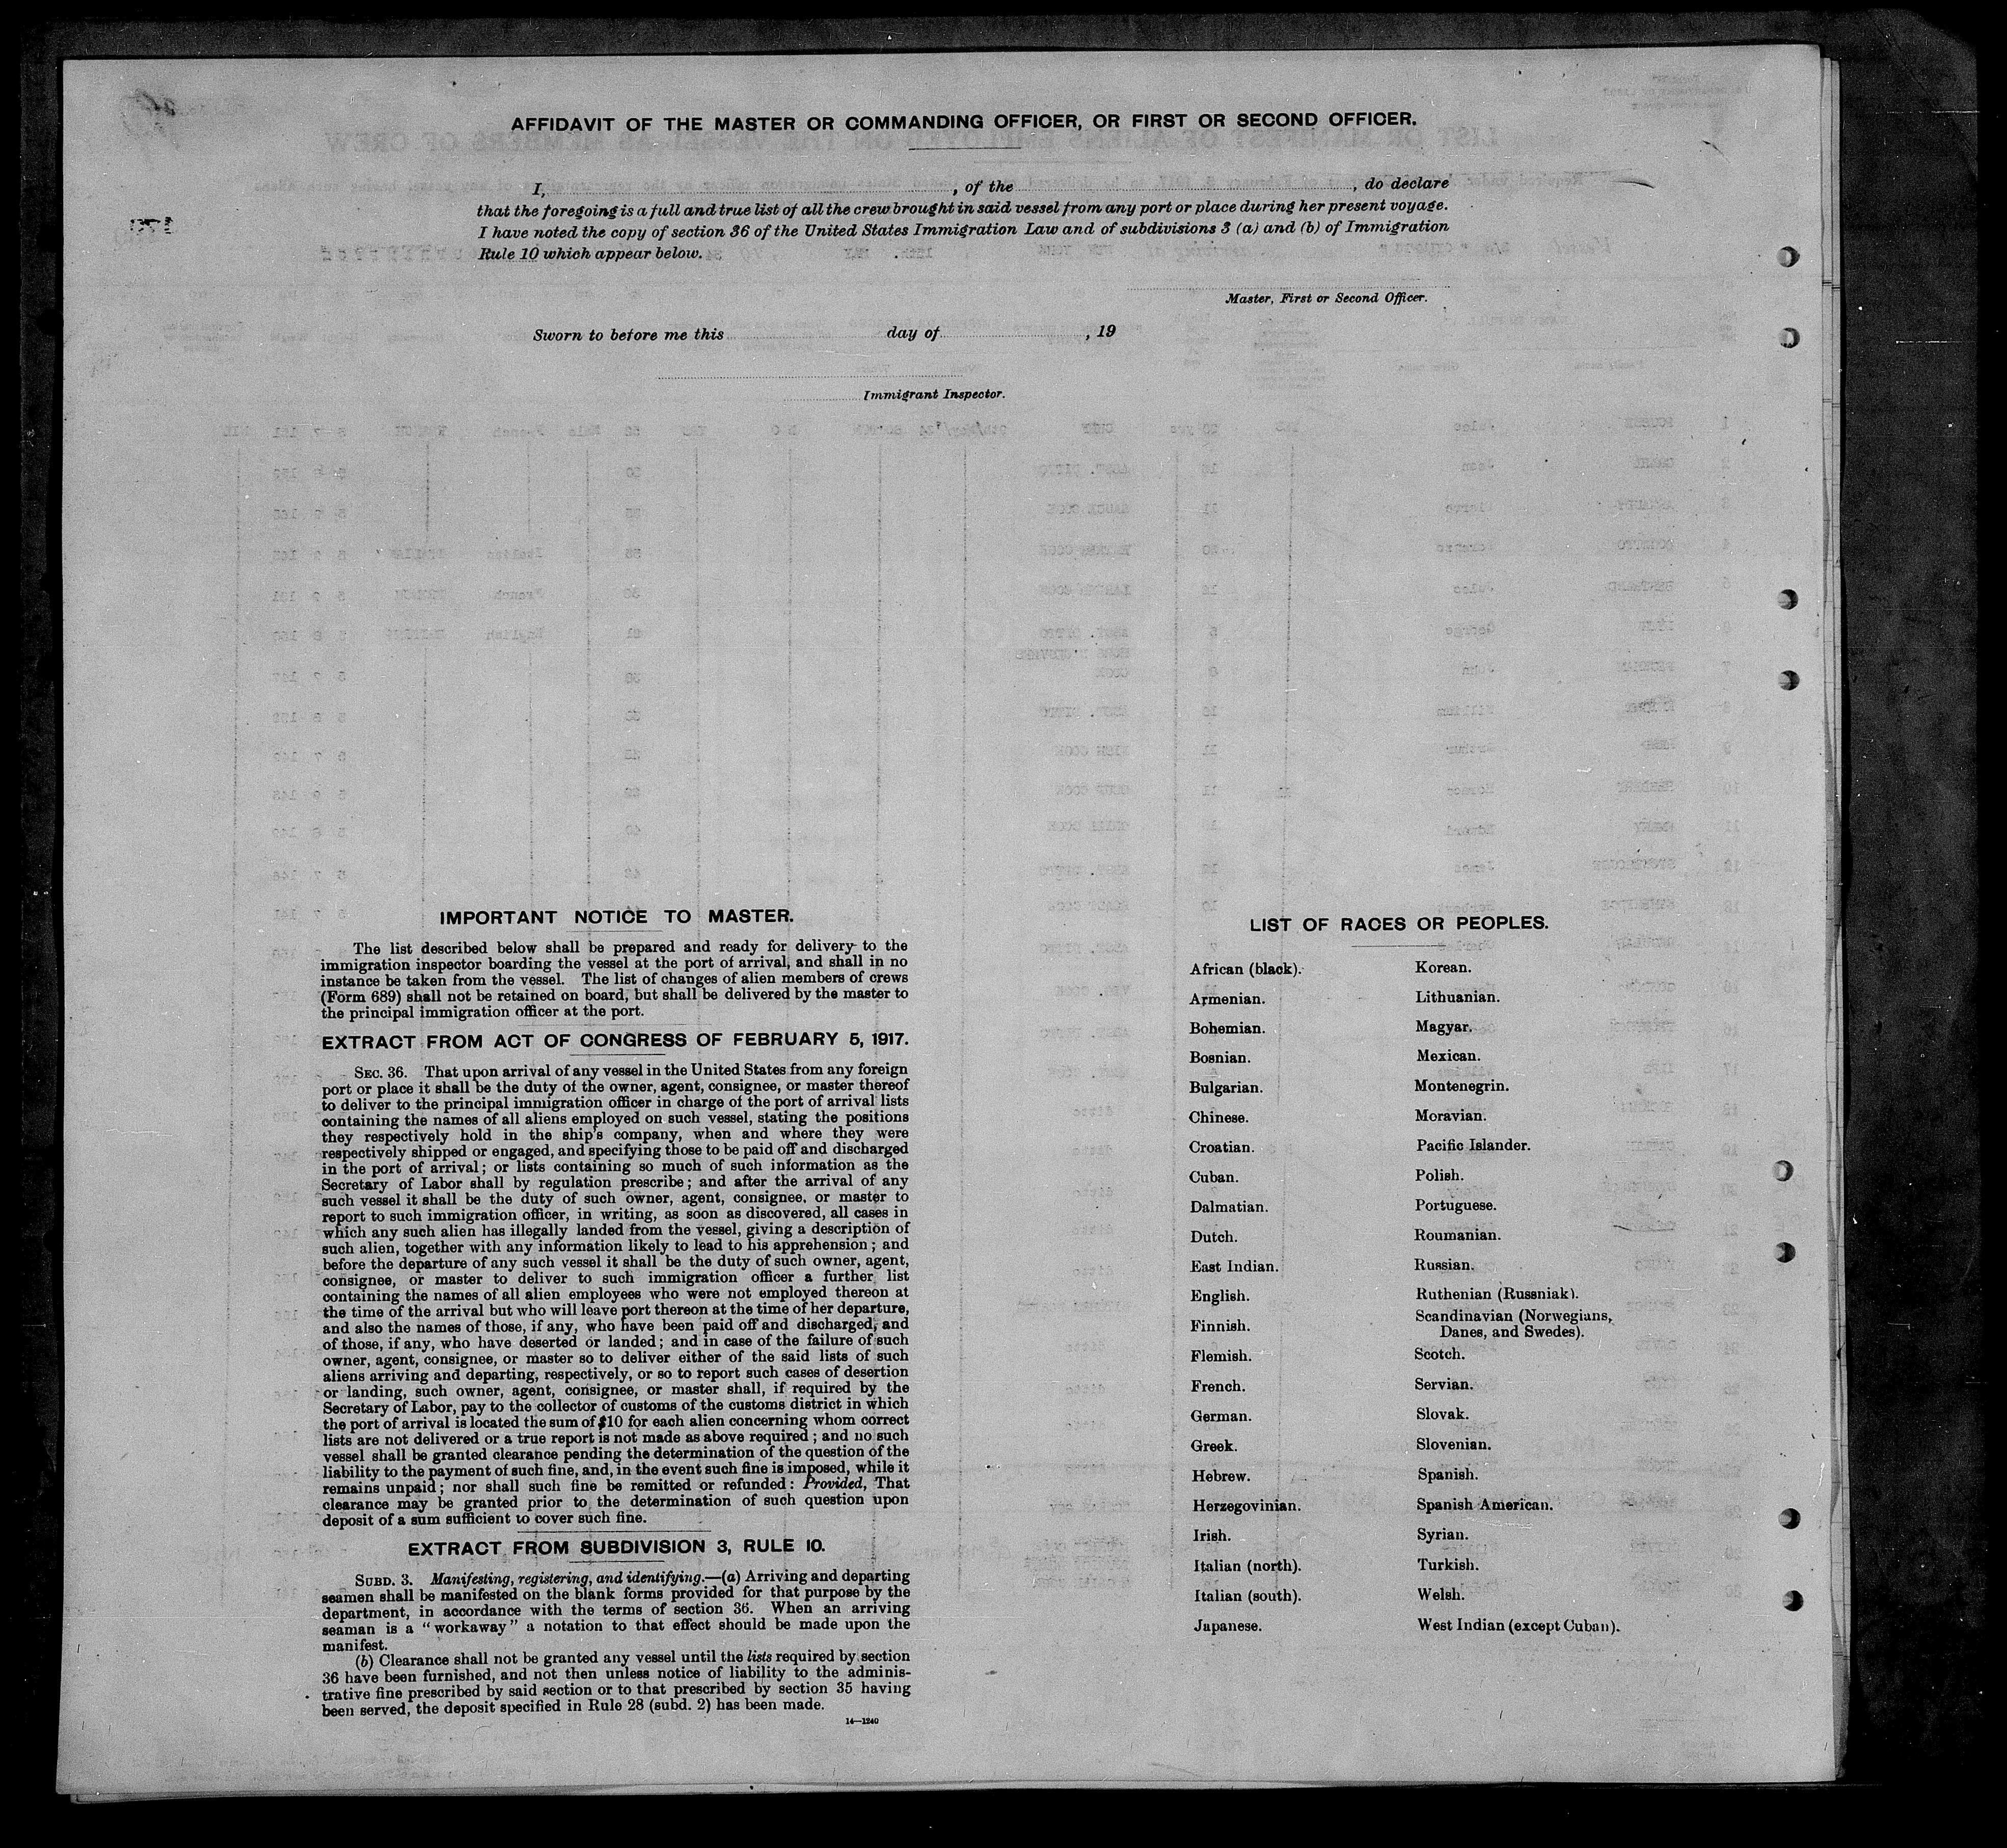 AFFIDAVIT OF THE MASTER OR COMMANDING OFFICER, OR FIRST OR SECOND OFFICER.
I, , of the , do declare
that the foregoing is a full and true list of all the crew brought in said vessel from any port or place during her present voyage.
I have noted the copy of section 36 of the United States Immigration Law and of subdivisions 3 (a) and (b) of Immigration
Rule 10 which appear below.
Master, First or Second Officer.
Sworn to before me this day of , 19
Immigrant Inspector.
IMPORTANT NOTICE TO MASTER.
The list described below shall be prepared and ready for delivery to the
immigration inspector boarding the vessel at the port of arrival, and shall in no
instance be taken from the vessel. The list of changes of alien members of crews
(Form 689) shall not be retained on board, but shall be delivered by the master to
the principal immigration officer at the port.
EXTRACT FROM ACT OF CONGRESS OF FEBRUARY 5, 1917.
SEC. 36. That upon arrival of any vessel in the United States from any foreign
port or place it shall be the duty of the owner, agent, consignee, or master thereof
to deliver to the principal immigration officer in charge of the port of arrival lists
containing the names of all aliens employed on such vessel, stating the positions
they respectively hold in the ship's company, when and where they were
respectively shipped or engaged, and specifying those to be paid off and discharged
in the port of arrival; or lists containing so much of such information as the
Secretary of Labor shall by regulation prescribe; and after the arrival of any
such vessel it shall be the duty of such owner, agent, consignee, or master to
report to such immigration officer, in writing, as soon as discovered, all cases in
which any such alien has illegally landed from the vessel, giving a description of
such alien, together with any information likely to lead to his apprehension; and
before the departure of any such vessel it shall be the duty of such owner, agent,
consignee, or master to deliver to such immigration officer a further list
containing the names of all alien employees who were not employed thereon at
the time of the arrival but who will leave port thereon at the time of her departure,
and also the names of those, if any, who have been paid off and discharged, and
of those, if any, who have deserted or landed; and in case of the failure of such
owner, agent, consignee, or master so to deliver either of the said lists of such
aliens arriving and departing, respectively, or so to report such cases of desertion
or landing, such owner, agent, consignee, or master shall, if required by the
Secretary of Labor, pay to the collector of customs of the customs district in which
the port of arrival is located the sum of $10 for each alien concerning whom correct
lists are not delivered or a true report is not made as above required; and no such
vessel shall be granted clearance pending the determination of the question of the
liability to the payment of such fine, and, in the event such fine is imposed, while it
remains unpaid; nor shall such fine be remitted or refunded: Provided, That
clearance may be granted prior to the determination of such question upon
deposit of a sum sufficient to cover such fine.
EXTRACT FROM SUBDIVISION 3, RULE 10.
SUBD. 3. Manifesting, registering, and identifying.—(a) Arriving and departing
seamen shall be manifested on the blank forms provided for that purpose by the
department, in accordance with the terms of section 36. When an arriving
seaman is a "workaway" a notation to that effect should be made upon the
manifest.
(b) Clearance shall not be granted any vessel until the lists required by section
36 have been furnished, and not then unless notice of liability to the adminis-
trative fine prescribed by said section or to that prescribed by section 35 having
been served, the deposit specified in Rule 28 (subd. 2) has been made.
14—1240
LIST OF RACES OR PEOPLES.
African (black).
Armenian.
Bohemian.
Bosnian.
Bulgarian.
Chinese.
Croatian.
Cuban.
Dalmatian.
Dutch.
East Indian.
English.
Finnish.
Flemish.
French.
German.
Greek.
Hebrew.
Herzegovinian.
Irish.
Italian (north).
Italian (south).
Japanese.
Korean.
Lithuanian.
Magyar.
Mexican.
Montenegrin.
Moravian.
Pacific Islander.
Polish.
Portuguese.
Roumanian.
Russian.
Ruthenian (Russniak).
Scandinavian (Norwegians,
Danes, and Swedes).
Scotch.
Servian.
Slovak.
Slovenian.
Spanish.
Spanish American.
Syrian.
Turkish.
Welsh.
West Indian (except Cuban).